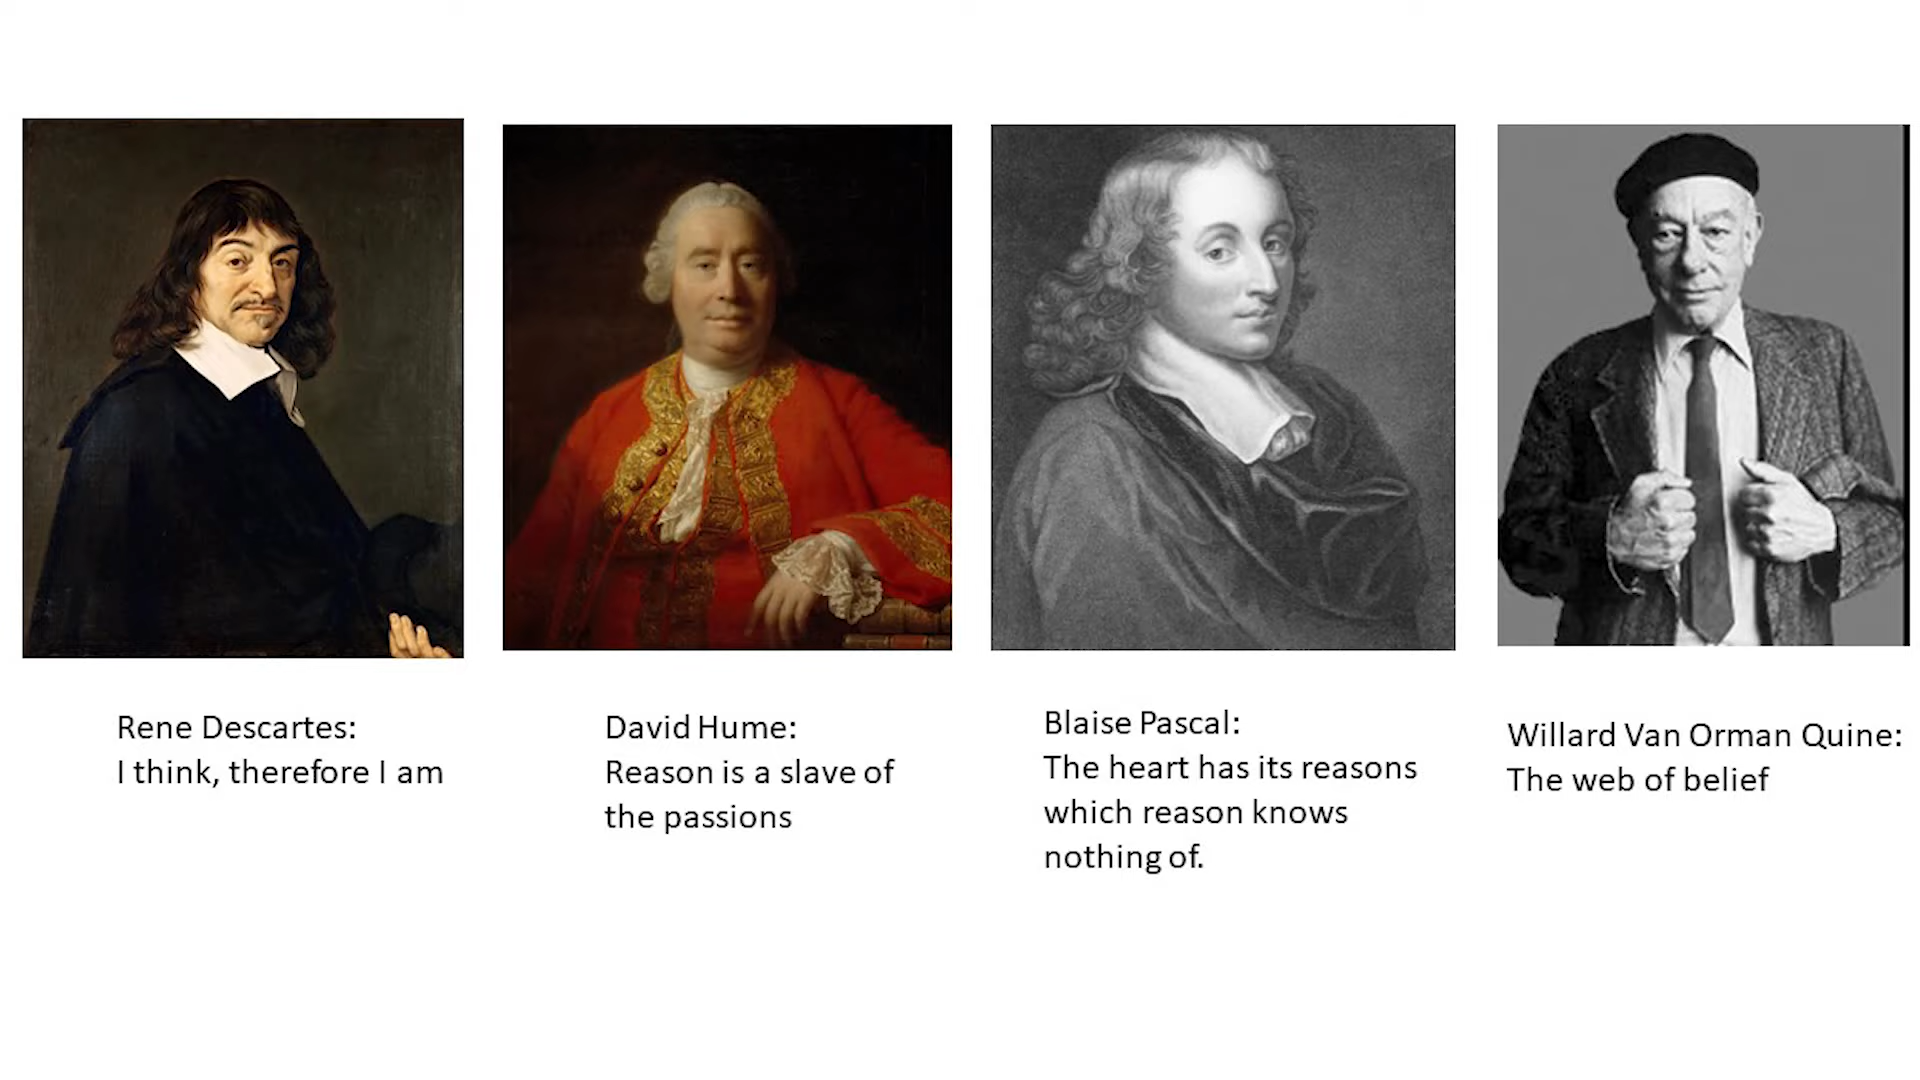 Rene Descartes:
I think, therefore I am
David Hume:
Reason is a slave of
the passions
Blaise Pascal:
The heart has its reasons
which reason knows
nothing of.
Willard Van Orman Quine:
The web of belief